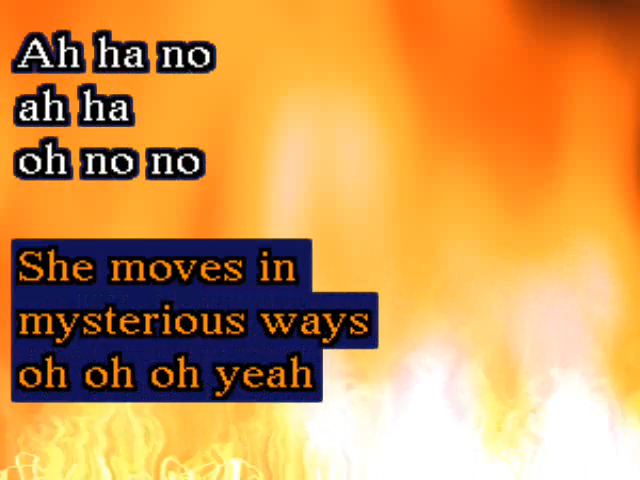 Ah ha no
ah ha
oh no no
She moves in
mysterious ways
oh oh oh yeah